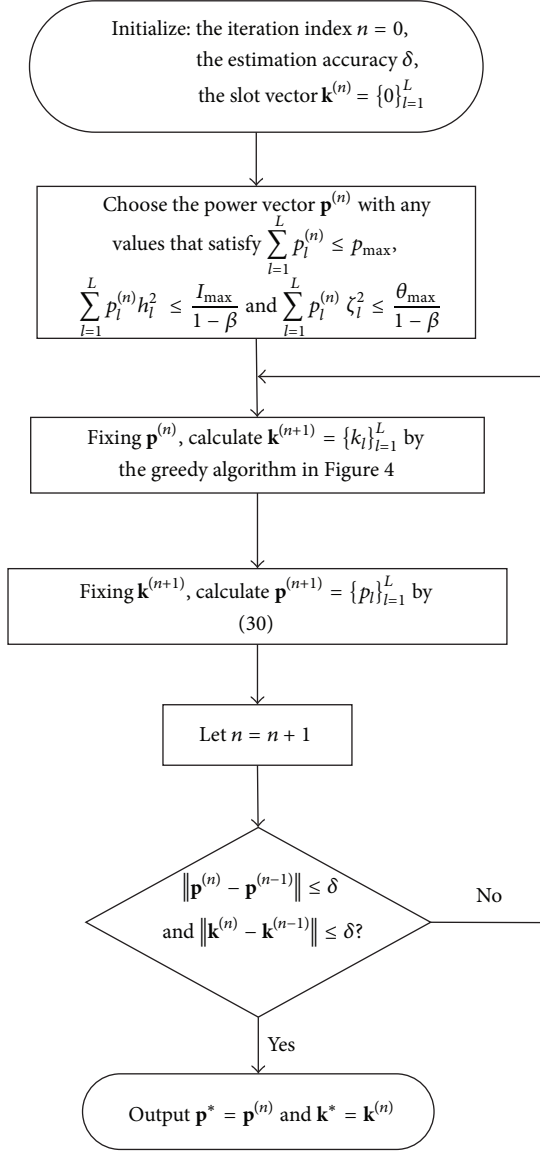 Initialize: the iteration index n = 0,
the estimation accuracy δ,
the slot vector k^(n) = {0}_{l=1}^L
Choose the power vector p^(n) with any
values that satisfy ∑_{l=1}^L p_l^(n) ≤ p_max,
∑_{l=1}^L p_l^(n) h_l^2 ≤ I_max/(1 − β) and ∑_{l=1}^L p_l^(n) ζ_l^2 ≤ θ_max/(1 − β)
Fixing p^(n), calculate k^(n+1) = {k_l}_{l=1}^L by
the greedy algorithm in Figure 4
Fixing k^(n+1), calculate p^(n+1) = {p_l}_{l=1}^L by
(30)
Let n = n + 1
‖p^(n) − p^(n−1)‖ ≤ δ
and ‖k^(n) − k^(n−1)‖ ≤ δ?
No
Yes
Output p* = p^(n) and k* = k^(n)